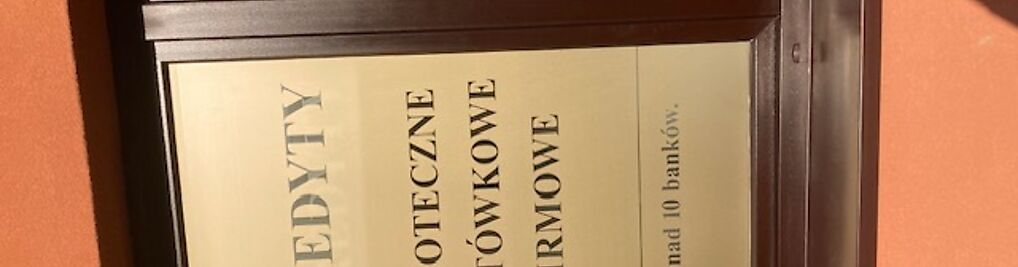 EDYTY
OTECZNE
TÓWKOWE
IRMOWE
nad 10 banków.